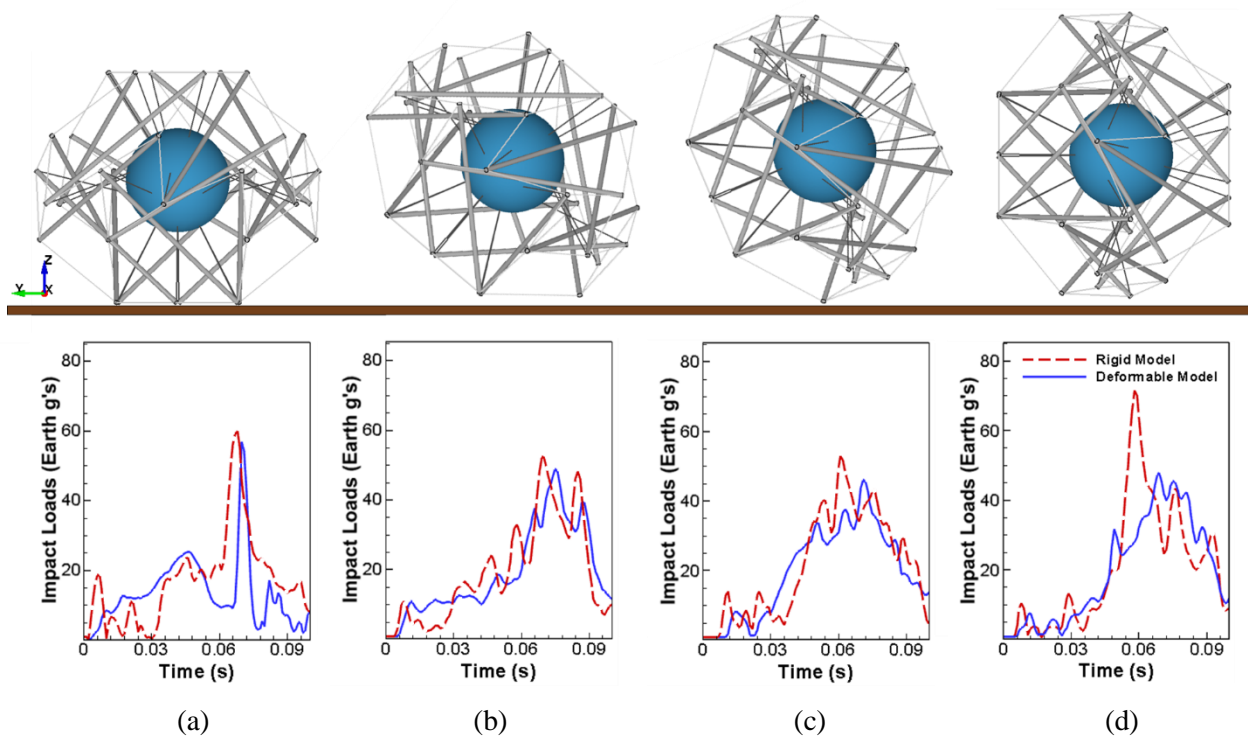 Z
Y
X
Impact Loads (Earth g's)
80
60
40
20
0
0.03
0.06
0.09
Time (s)
(a)
Impact Loads (Earth g's)
80
60
40
20
0
0.03
0.06
0.09
Time (s)
(b)
Impact Loads (Earth g's)
80
60
40
20
0
0.03
0.06
0.09
Time (s)
(c)
Impact Loads (Earth g's)
80
60
40
20
Rigid Model
Deformable Model
0
0.03
0.06
0.09
Time (s)
(d)